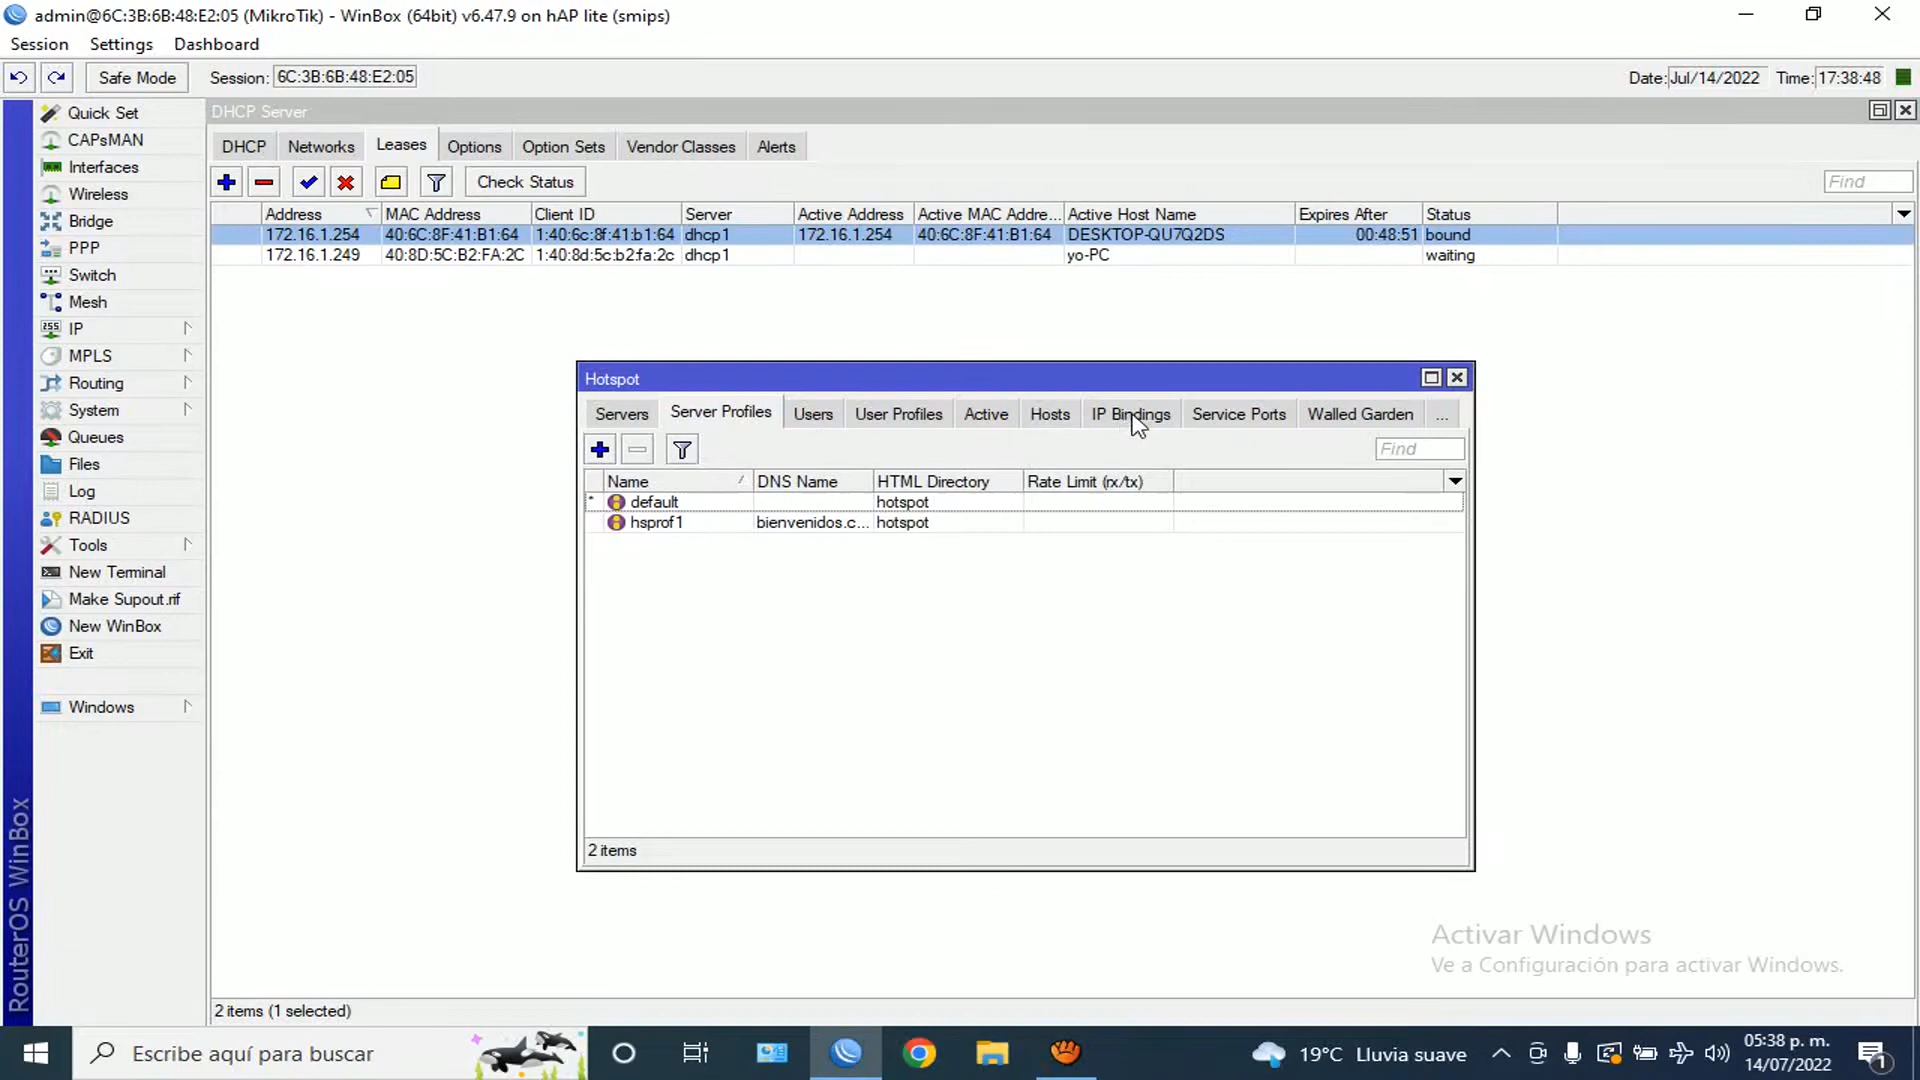 admin@6C:3B:6B:48:E2:05 (MikroTik) - WinBox (64bit) v6.47.9 on hAP lite (smips)
Session Settings Dashboard
Safe Mode Session: 6C:3B:6B:48:E2:05 Date: Jul/14/2022 Time: 17:38:48
Quick Set
CAPsMAN
Interfaces
Wireless
Bridge
PPP
Switch
Mesh
IP
MPLS
Routing
System
Queues
Files
Log
RADIUS
Tools
New Terminal
Make Supout.rif
New WinBox
Exit
Windows
RouterOS WinBox
DHCP Server
DHCP Networks Leases Options Option Sets Vendor Classes Alerts
Check Status Find
Address MAC Address Client ID Server Active Address Active MAC Addre... Active Host Name Expires After Status
172.16.1.254 40:6C:8F:41:B1:64 1:40:6c:8f:41:b1:64 dhcp1 172.16.1.254 40:6C:8F:41:B1:64 DESKTOP-QU7Q2DS 00:48:51 bound
172.16.1.249 40:8D:5C:B2:FA:2C 1:40:8d:5c:b2:fa:2c dhcp1 yo-PC waiting
Hotspot
Servers Server Profiles Users User Profiles Active Hosts IP Bindings Service Ports Walled Garden ...
Find
Name DNS Name HTML Directory Rate Limit (rx/tx)
* default hotspot
hsprof1 bienvenidos.c... hotspot
2 items
Activar Windows
Ve a Configuración para activar Windows.
2 items (1 selected)
Escribe aquí para buscar
19°C Lluvia suave
05:38 p. m.
14/07/2022
1